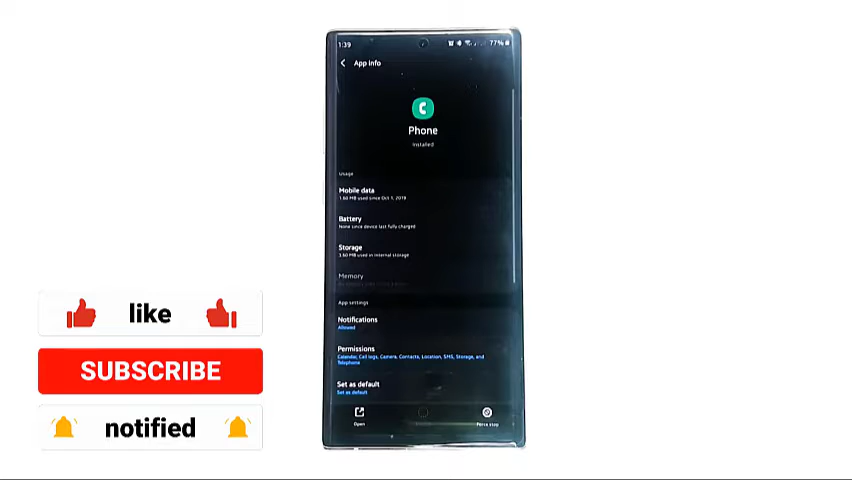 1:39
77%
App info
Phone
Installed
Usage
Mobile data
1.60 MB used since Oct 1, 2019
Battery
None since device last fully charged
Storage
3.60 MB used in internal storage
Memory
App settings
Notifications
Allowed
Permissions
Calendar, Call logs, Camera, Contacts, Location, SMS, Storage, and
Telephone
Set as default
Set as default
Open
Force stop
like
SUBSCRIBE
notified